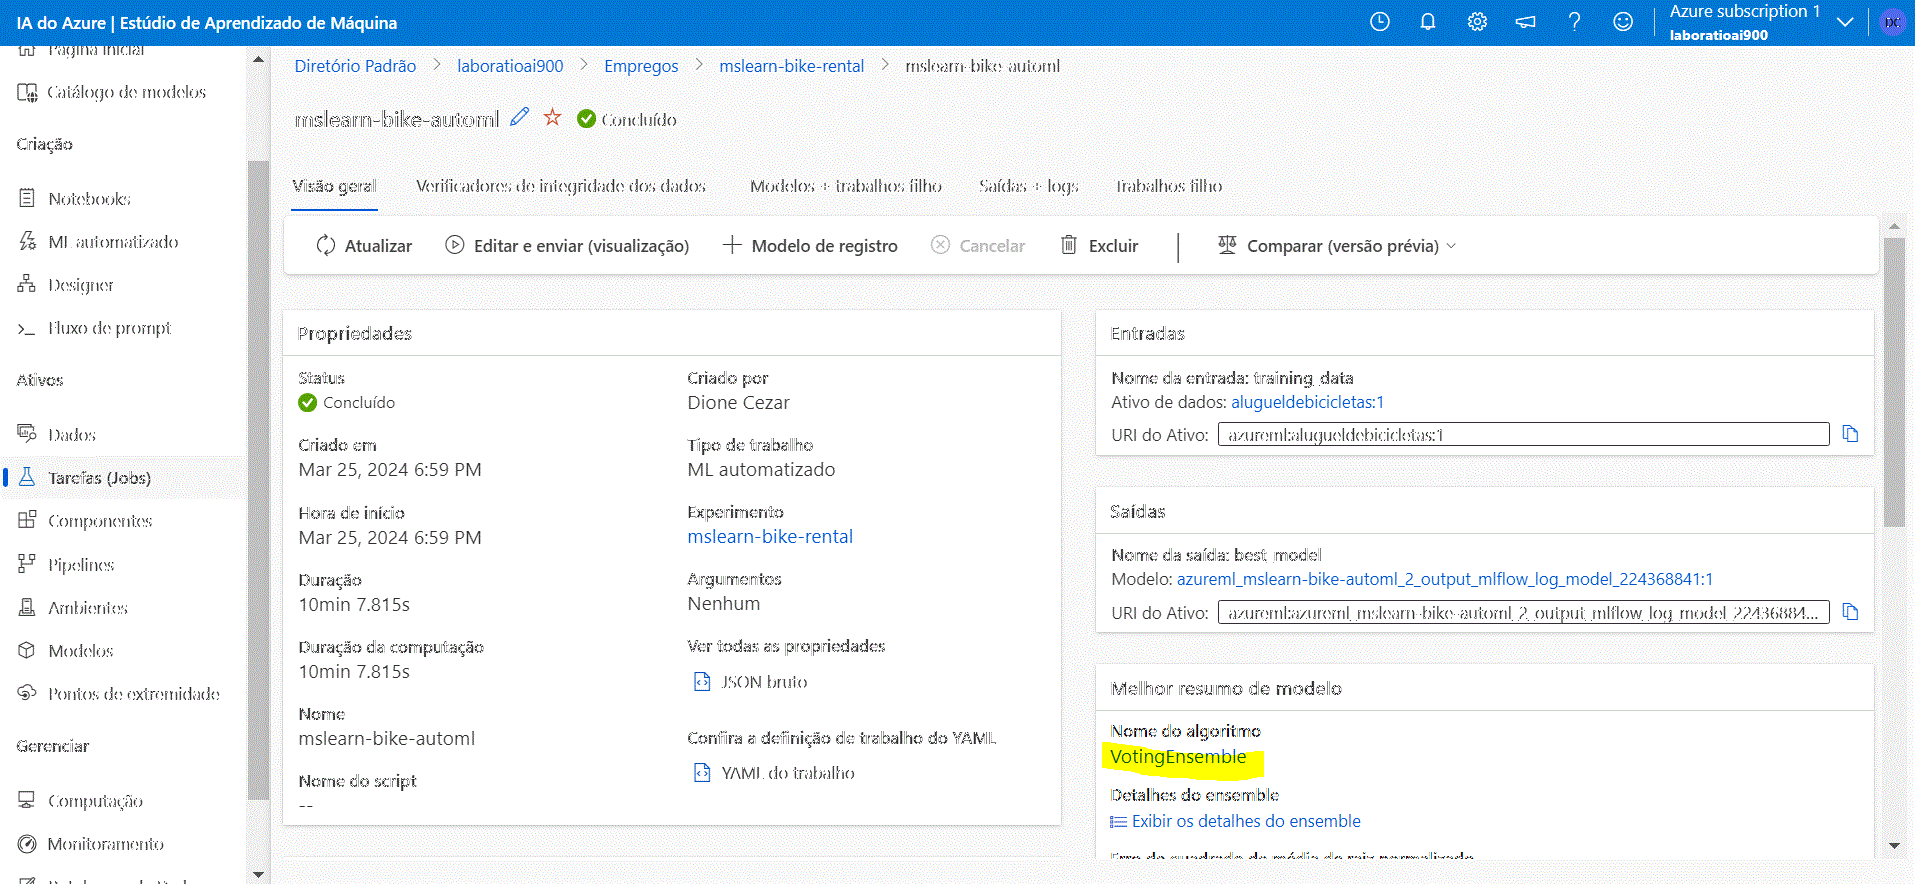 IA do Azure | Estúdio de Aprendizado de Máquina
Azure subscription 1
laboratioai900
DC
Página inicial
Catálogo de modelos
Criação
Notebooks
ML automatizado
Designer
Fluxo de prompt
Ativos
Dados
Tarefas (Jobs)
Componentes
Pipelines
Ambientes
Modelos
Pontos de extremidade
Gerenciar
Computação
Monitoramento
Diretório Padrão > laboratioai900 > Empregos > mslearn-bike-rental > mslearn-bike-automl
mslearn-bike-automl Concluído
Visão geral Verificadores de integridade dos dados Modelos + trabalhos filho Saídas + logs Trabalhos filho
Atualizar Editar e enviar (visualização) Modelo de registro Cancelar Excluir Comparar (versão prévia)
Propriedades
Status
Concluído
Criado em
Mar 25, 2024 6:59 PM
Hora de início
Mar 25, 2024 6:59 PM
Duração
10min 7.815s
Duração da computação
10min 7.815s
Nome
mslearn-bike-automl
Nome do script
--
Criado por
Dione Cezar
Tipo de trabalho
ML automatizado
Experimento
mslearn-bike-rental
Argumentos
Nenhum
Ver todas as propriedades
JSON bruto
Confira a definição de trabalho do YAML
YAML do trabalho
Entradas
Nome da entrada: training_data
Ativo de dados: alugueldebicicletas:1
URI do Ativo: azureml:alugueldebicicletas:1
Saídas
Nome da saída: best_model
Modelo: azureml_mslearn-bike-automl_2_output_mlflow_log_model_224368841:1
URI do Ativo: azureml:azureml_mslearn-bike-automl_2_output_mlflow_log_model_22436884...
Melhor resumo de modelo
Nome do algoritmo
VotingEnsemble
Detalhes do ensemble
Exibir os detalhes do ensemble
Erro do quadrado da média da raiz normalizado